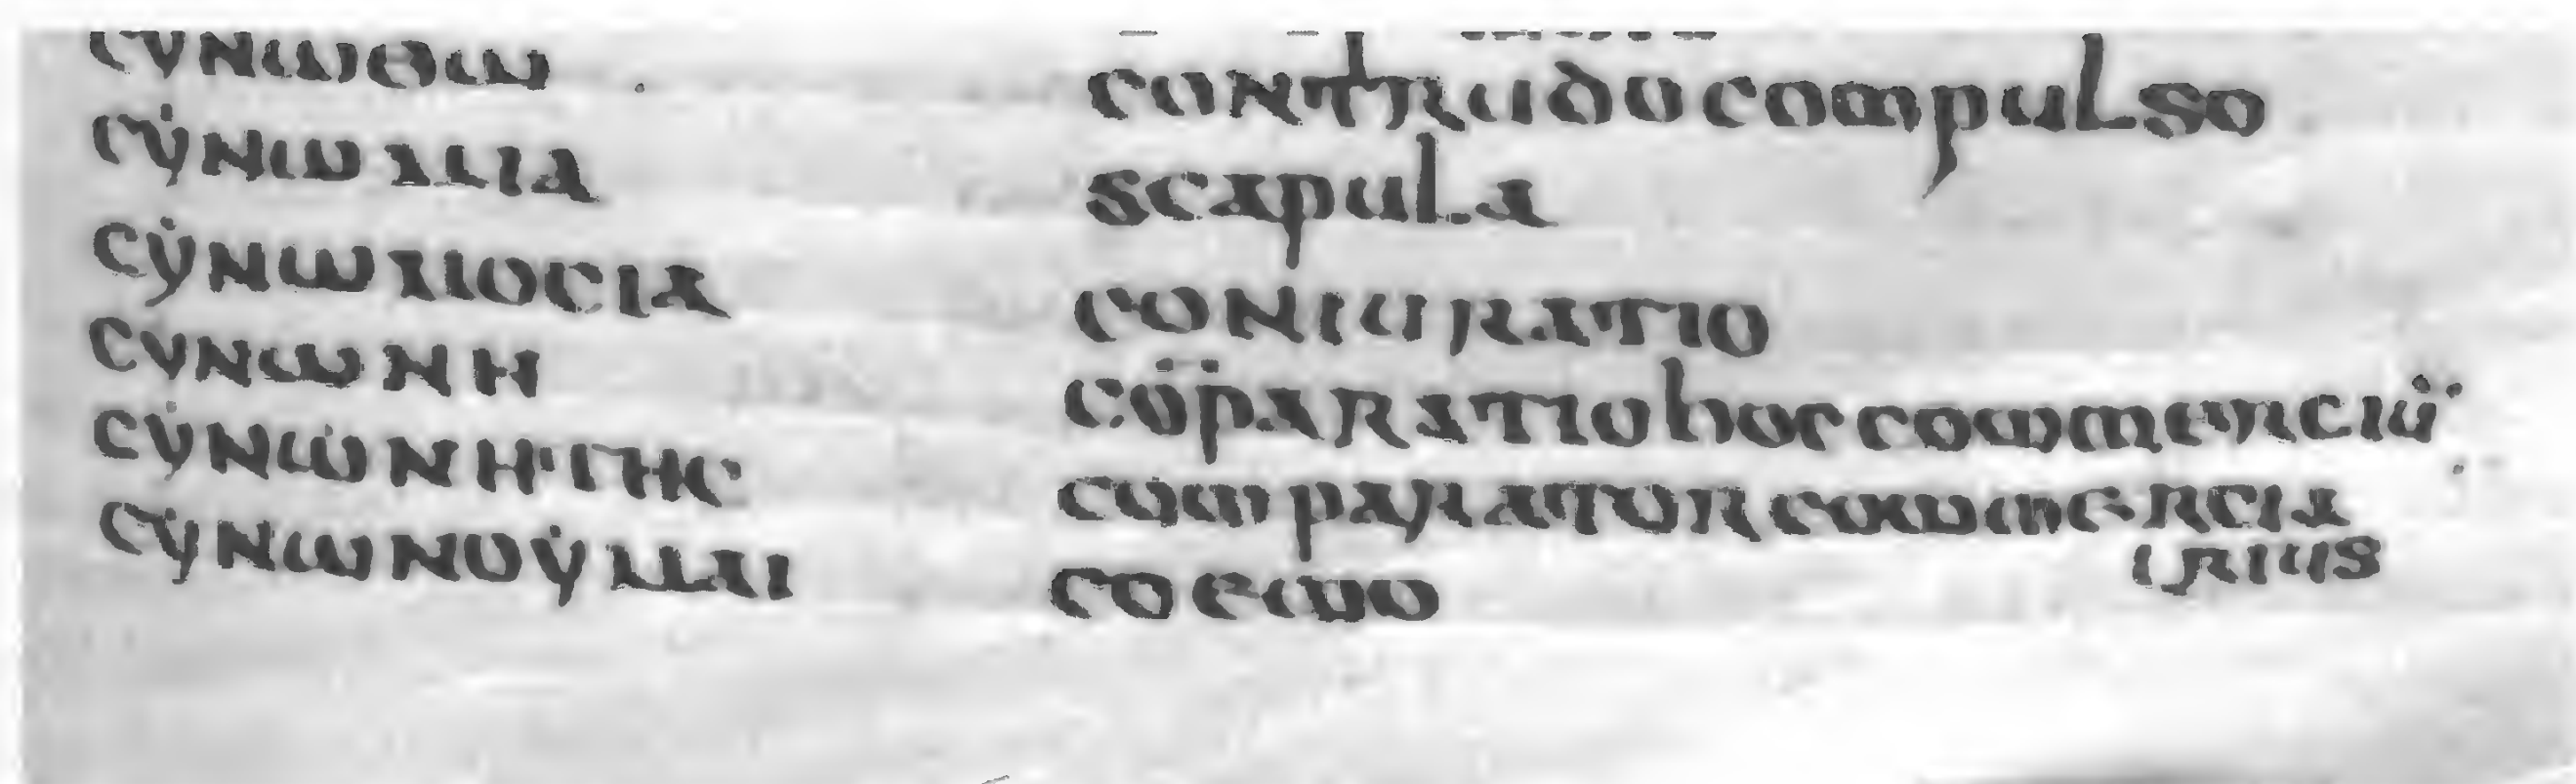 ϹΥΝΩΘΩ contrudo compulso
ϹΥΝΩΜΙΑ scapula
ϹΥΝΩΜΟϹΙΑ coniuratio
ϹΥΝΩΝΗ cōparatio hoc commerciū
ϹΥΝΩΝΗΤΗϹ comparator commercia
rius
ϹΥΝΩΝΟΥΜΑΙ coemo